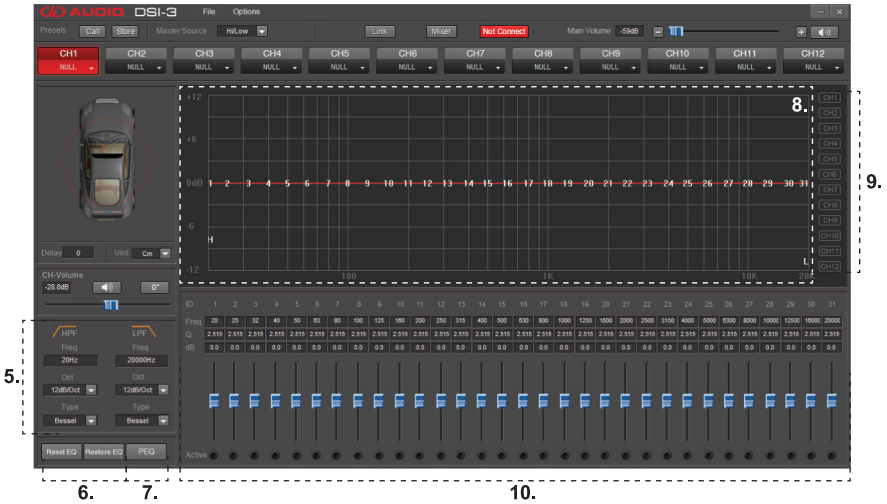 AUDIO DSI-3 File Options
Presets Call Store Master Source Hi/Low Link Mixer Not Connect Main Volume -59dB
CH1 CH2 CH3 CH4 CH5 CH6 CH7 CH8 CH9 CH10 CH11 CH12
NULL NULL NULL NULL NULL NULL NULL NULL NULL NULL NULL NULL
+12
+6
0dB
-6
-12
1 2 3 4 5 6 7 8 9 10 11 12 13 14 15 16 17 18 19 20 21 22 23 24 25 26 27 28 29 30 31
H
L
100 1K 10K 20K
8.
CH1
CH2
CH3
CH4
CH5
CH6
CH7
CH8
CH9
CH10
CH11
CH12
9.
Delay 0 Uint Cm
CH-Volume
-28.8dB 0°
HPF LPF
Freq Freq
20Hz 20000Hz
Oct Oct
12dB/Oct 12dB/Oct
Type Type
Bessel Bessel
5.
Reset EQ Restore EQ PEQ
6. 7.
ID 1 2 3 4 5 6 7 8 9 10 11 12 13 14 15 16 17 18 19 20 21 22 23 24 25 26 27 28 29 30 31
Freq 20 25 32 40 50 63 80 100 125 160 200 250 315 400 500 630 800 1000 1250 1600 2000 2500 3150 4000 5000 6300 8000 10000 12500 16000 20000
Q 2.515 2.515 2.515 2.515 2.515 2.515 2.515 2.515 2.515 2.515 2.515 2.515 2.515 2.515 2.515 2.515 2.515 2.515 2.515 2.515 2.515 2.515 2.515 2.515 2.515 2.515 2.515 2.515 2.515 2.515 2.515
dB 0.0 0.0 0.0 0.0 0.0 0.0 0.0 0.0 0.0 0.0 0.0 0.0 0.0 0.0 0.0 0.0 0.0 0.0 0.0 0.0 0.0 0.0 0.0 0.0 0.0 0.0 0.0 0.0 0.0 0.0 0.0
Active
10.